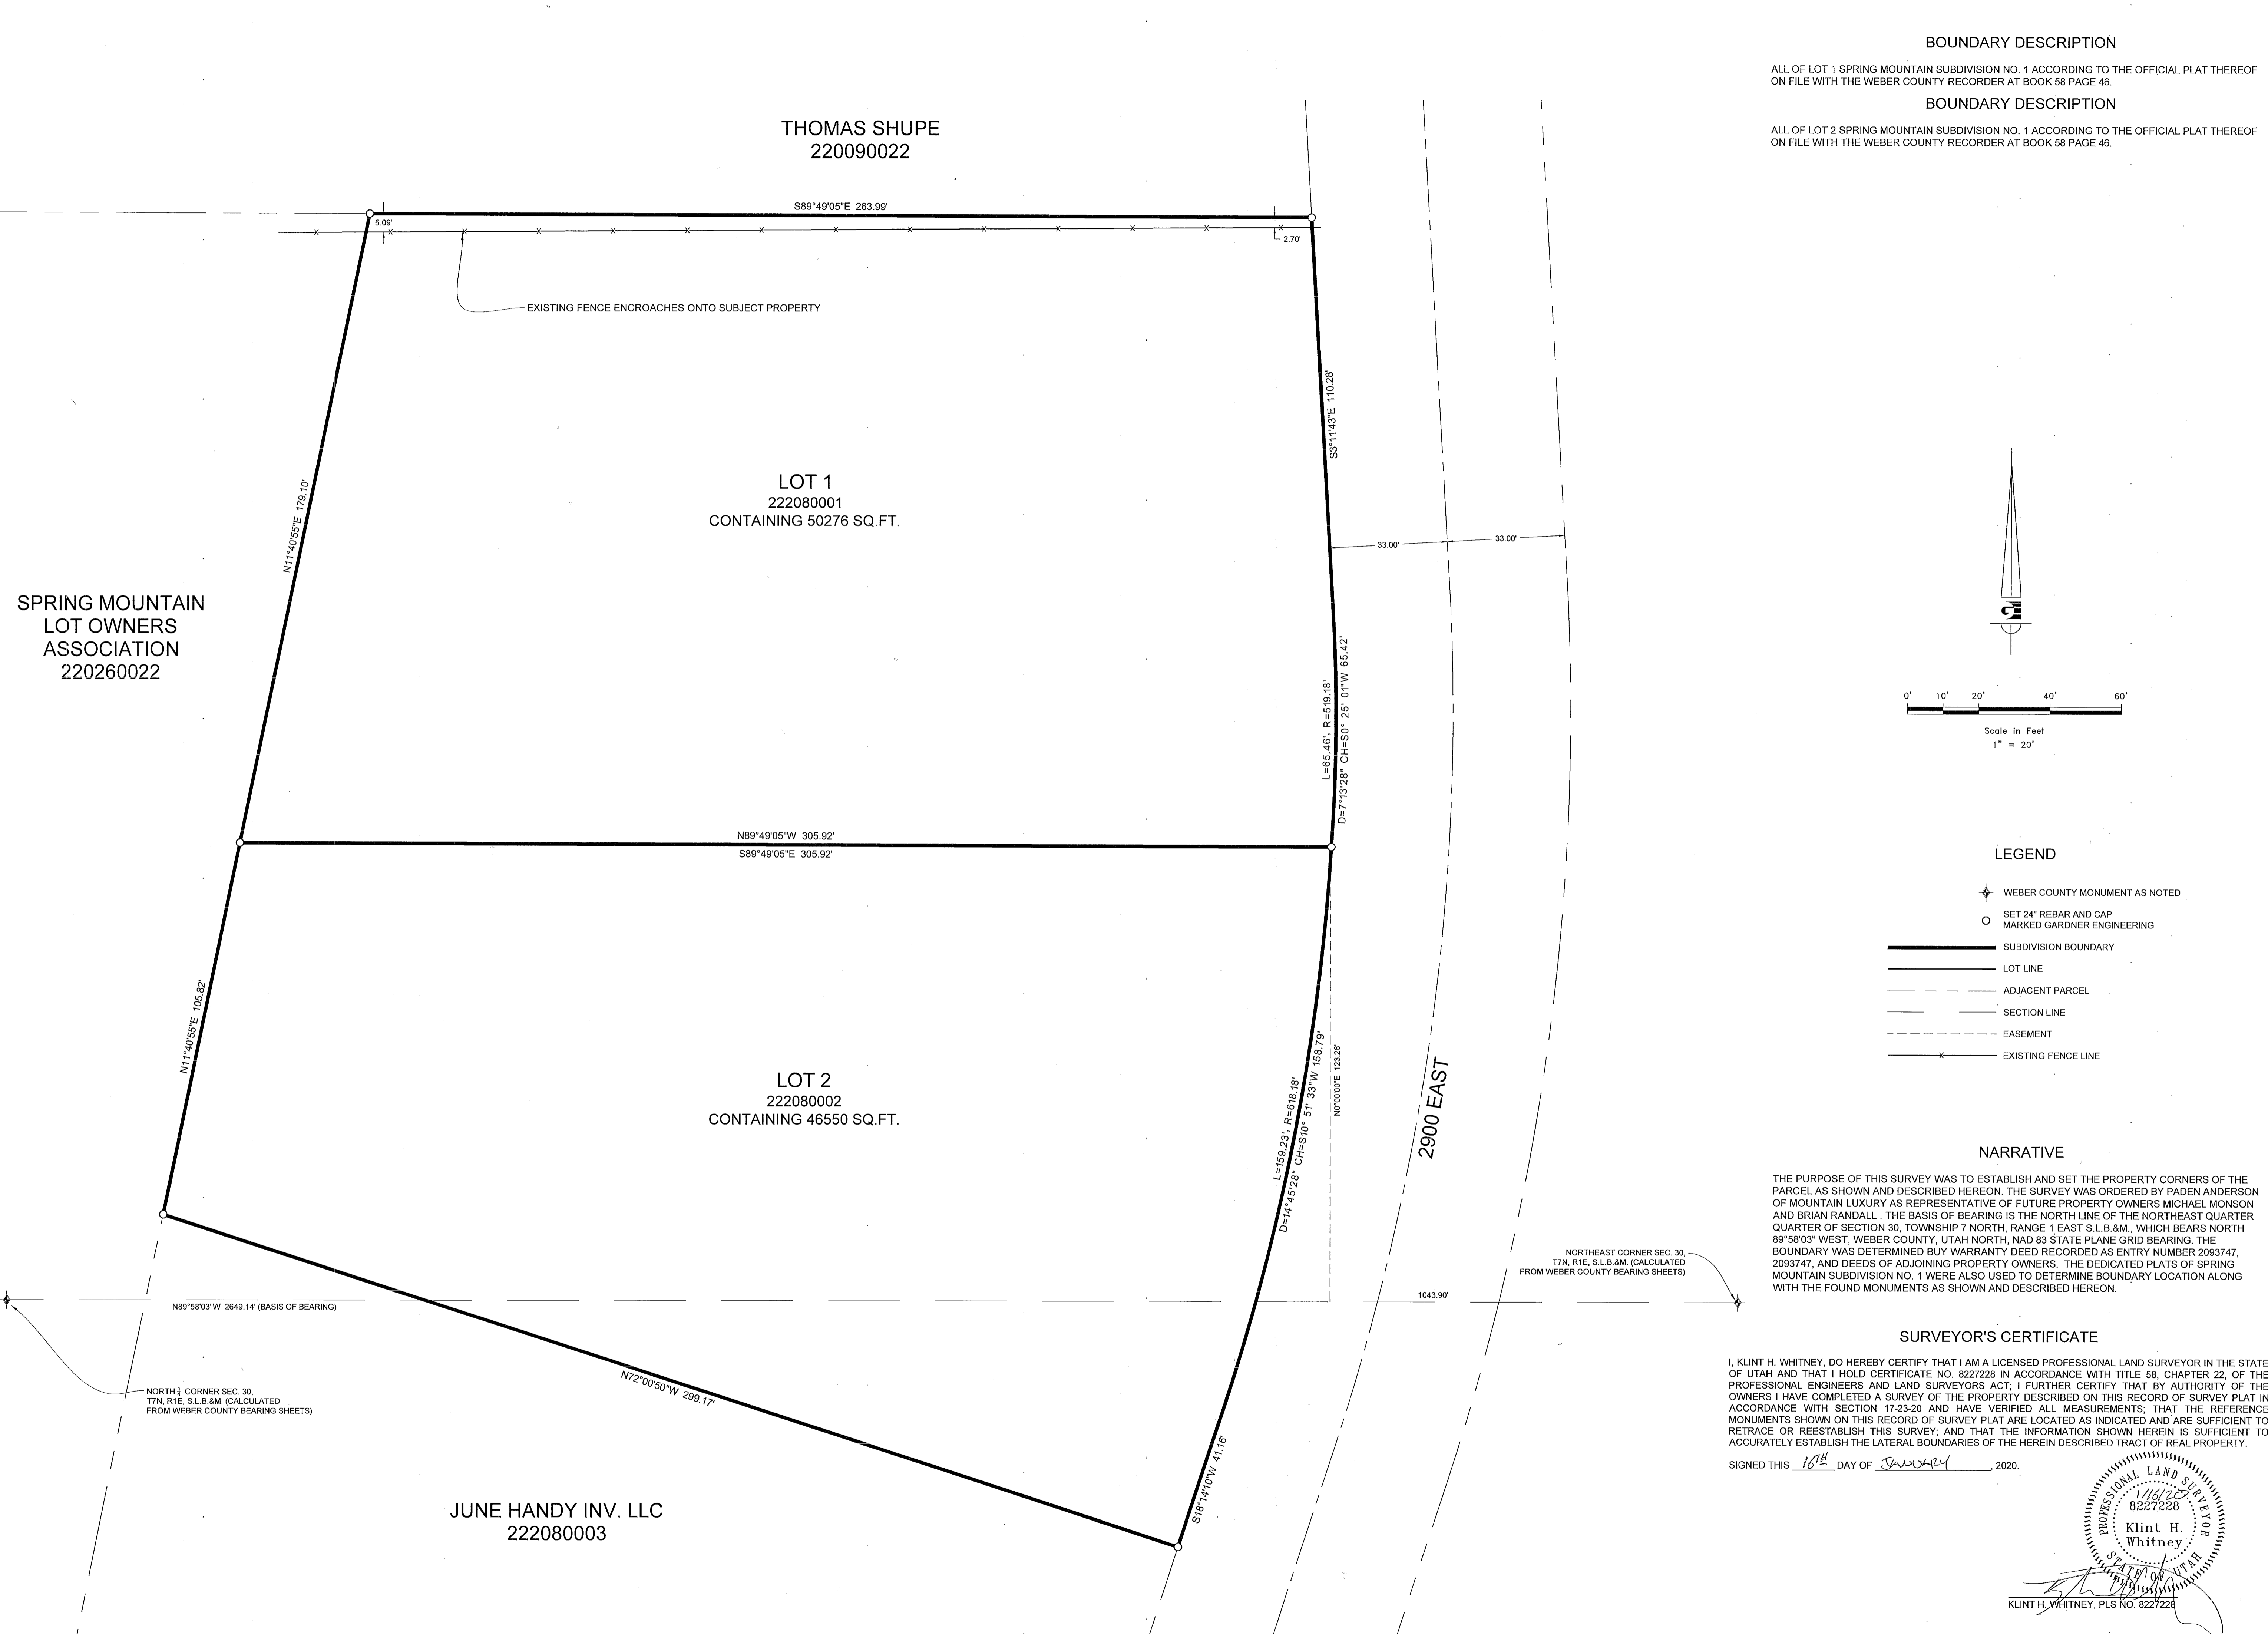 BOUNDARY DESCRIPTION
ALL OF LOT 1 SPRING MOUNTAIN SUBDIVISION NO. 1 ACCORDING TO THE OFFICIAL PLAT THEREOF
ON FILE WITH THE WEBER COUNTY RECORDER AT BOOK 58 PAGE 46.
BOUNDARY DESCRIPTION
ALL OF LOT 2 SPRING MOUNTAIN SUBDIVISION NO. 1 ACCORDING TO THE OFFICIAL PLAT THEREOF
ON FILE WITH THE WEBER COUNTY RECORDER AT BOOK 58 PAGE 46.
THOMAS SHUPE
220090022
S89°49'05"E 263.99'
5.09'
2.70'
EXISTING FENCE ENCROACHES ONTO SUBJECT PROPERTY
S3°11'43"E 110.28'
LOT 1
222080001
CONTAINING 50276 SQ.FT.
N11°40'55"E 179.10'
33.00'
33.00'
SPRING MOUNTAIN
LOT OWNERS
ASSOCIATION
220260022
L=65.46', R=519.18'
D=7°13'28" CH=S0° 25' 01"W 65.42'
N89°49'05"W 305.92'
S89°49'05"E 305.92'
N11°40'55"E 105.82'
LOT 2
222080002
CONTAINING 46550 SQ.FT.
L=159.23', R=618.18'
D=14°45'28" CH=S10° 51' 33"W 158.79'
N0°00'00"E 123.26'
2900 EAST
N89°58'03"W 2649.14' (BASIS OF BEARING)
1043.90'
NORTHEAST CORNER SEC. 30,
T7N, R1E, S.L.B.&M. (CALCULATED
FROM WEBER COUNTY BEARING SHEETS)
NORTH ¼ CORNER SEC. 30,
T7N, R1E, S.L.B.&M. (CALCULATED
FROM WEBER COUNTY BEARING SHEETS)
N72°00'50"W 299.17'
S18°14'10"W 41.16'
JUNE HANDY INV. LLC
222080003
0' 10' 20' 40' 60'
Scale in Feet
1" = 20'
LEGEND
WEBER COUNTY MONUMENT AS NOTED
SET 24" REBAR AND CAP
MARKED GARDNER ENGINEERING
SUBDIVISION BOUNDARY
LOT LINE
ADJACENT PARCEL
SECTION LINE
EASEMENT
EXISTING FENCE LINE
NARRATIVE
THE PURPOSE OF THIS SURVEY WAS TO ESTABLISH AND SET THE PROPERTY CORNERS OF THE
PARCEL AS SHOWN AND DESCRIBED HEREON. THE SURVEY WAS ORDERED BY PADEN ANDERSON
OF MOUNTAIN LUXURY AS REPRESENTATIVE OF FUTURE PROPERTY OWNERS MICHAEL MONSON
AND BRIAN RANDALL . THE BASIS OF BEARING IS THE NORTH LINE OF THE NORTHEAST QUARTER
QUARTER OF SECTION 30, TOWNSHIP 7 NORTH, RANGE 1 EAST S.L.B.&M., WHICH BEARS NORTH
89°58'03" WEST, WEBER COUNTY, UTAH NORTH, NAD 83 STATE PLANE GRID BEARING. THE
BOUNDARY WAS DETERMINED BUY WARRANTY DEED RECORDED AS ENTRY NUMBER 2093747,
2093747, AND DEEDS OF ADJOINING PROPERTY OWNERS. THE DEDICATED PLATS OF SPRING
MOUNTAIN SUBDIVISION NO. 1 WERE ALSO USED TO DETERMINE BOUNDARY LOCATION ALONG
WITH THE FOUND MONUMENTS AS SHOWN AND DESCRIBED HEREON.
SURVEYOR'S CERTIFICATE
I, KLINT H. WHITNEY, DO HEREBY CERTIFY THAT I AM A LICENSED PROFESSIONAL LAND SURVEYOR IN THE STATE
OF UTAH AND THAT I HOLD CERTIFICATE NO. 8227228 IN ACCORDANCE WITH TITLE 58, CHAPTER 22, OF THE
PROFESSIONAL ENGINEERS AND LAND SURVEYORS ACT; I FURTHER CERTIFY THAT BY AUTHORITY OF THE
OWNERS I HAVE COMPLETED A SURVEY OF THE PROPERTY DESCRIBED ON THIS RECORD OF SURVEY PLAT IN
ACCORDANCE WITH SECTION 17-23-20 AND HAVE VERIFIED ALL MEASUREMENTS; THAT THE REFERENCE
MONUMENTS SHOWN ON THIS RECORD OF SURVEY PLAT ARE LOCATED AS INDICATED AND ARE SUFFICIENT TO
RETRACE OR REESTABLISH THIS SURVEY; AND THAT THE INFORMATION SHOWN HEREIN IS SUFFICIENT TO
ACCURATELY ESTABLISH THE LATERAL BOUNDARIES OF THE HEREIN DESCRIBED TRACT OF REAL PROPERTY.
SIGNED THIS 16TH DAY OF JANUARY, 2020.
PROFESSIONAL LAND SURVEYOR
1/16/20
8227228
Klint H.
Whitney
STATE OF UTAH
KLINT H. WHITNEY, PLS NO. 8227228